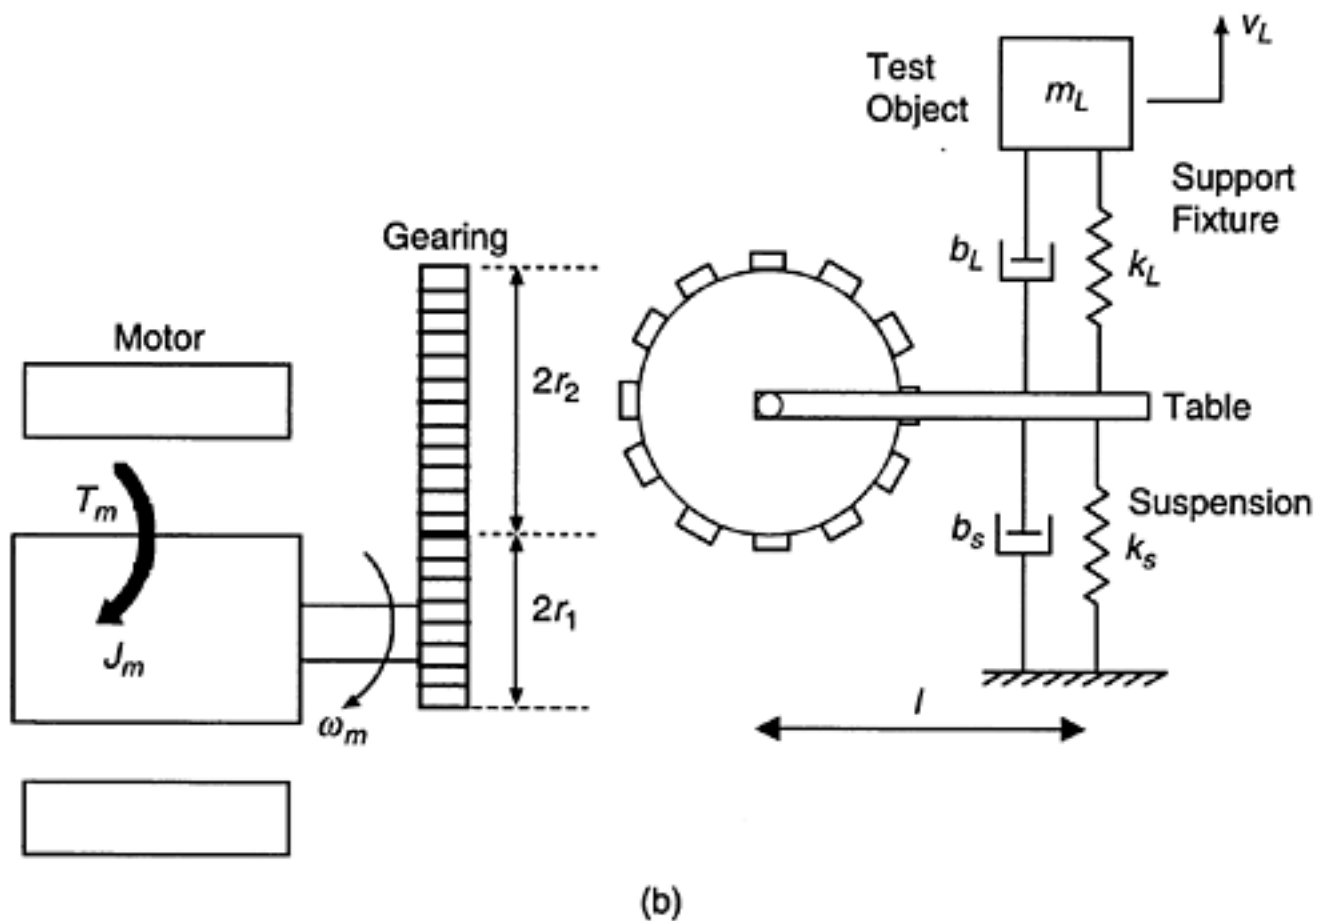 v_L
Test
Object
m_L
Support
Fixture
Gearing
b_L
k_L
Motor
2r_2
Table
T_m
Suspension
b_s
k_s
2r_1
J_m
ω_m
l
(b)